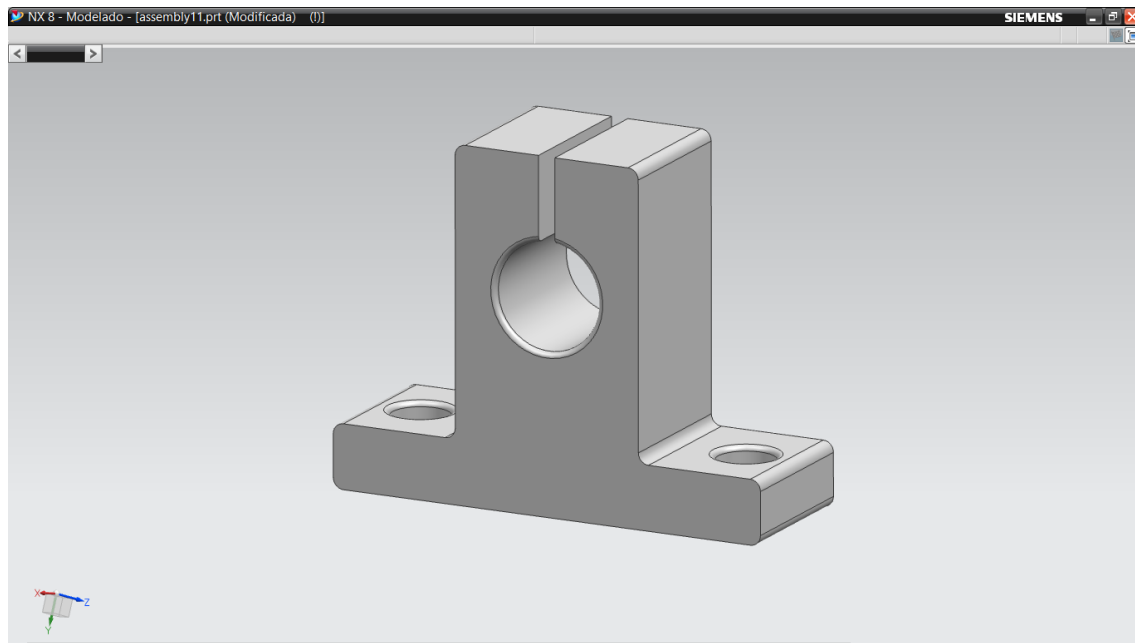 NX 8 - Modelado - [assembly11.prt (Modificada) (!)]
SIEMENS
X
Z
Y